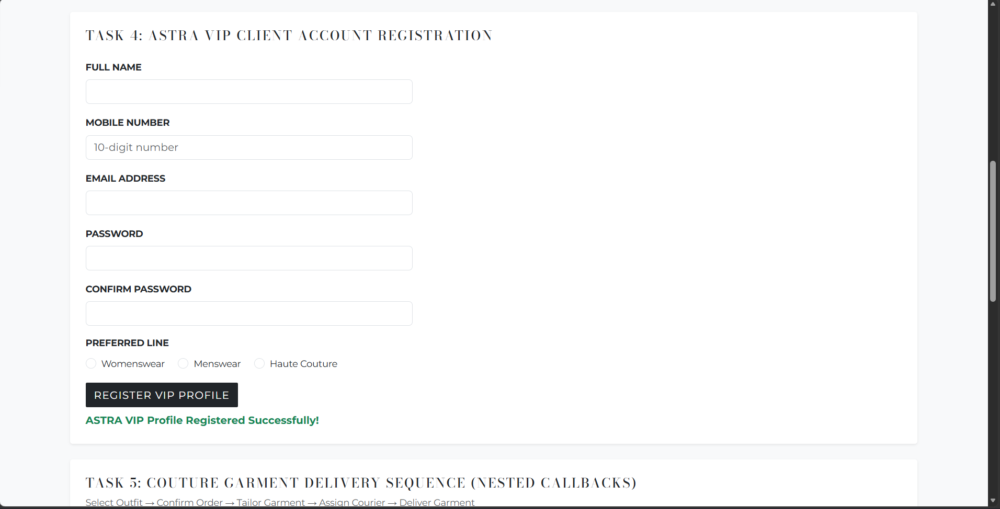 TASK 4: ASTRA VIP CLIENT ACCOUNT REGISTRATION
FULL NAME
MOBILE NUMBER
10-digit number
EMAIL ADDRESS
PASSWORD
CONFIRM PASSWORD
PREFERRED LINE
Womenswear Menswear Haute Couture
REGISTER VIP PROFILE
ASTRA VIP Profile Registered Successfully!
TASK 5: COUTURE GARMENT DELIVERY SEQUENCE (NESTED CALLBACKS)
Select Outfit → Confirm Order → Tailor Garment → Assign Courier → Deliver Garment